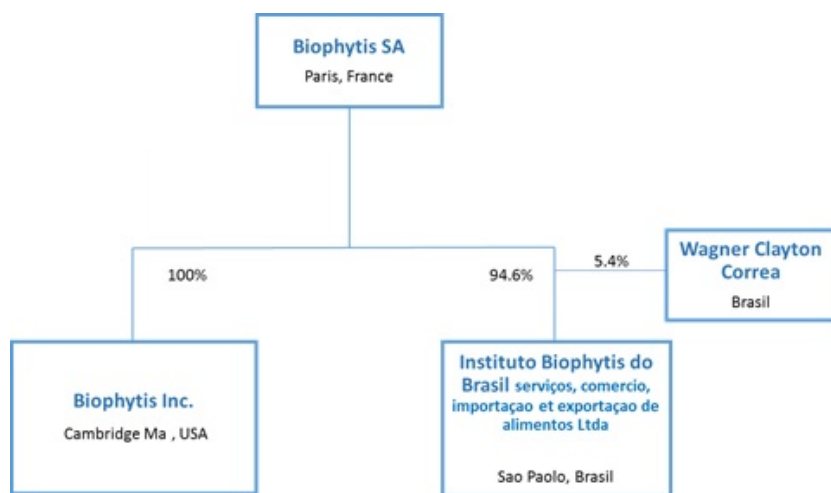 Biophytis SA
Paris, France
100%
94.6%
5.4%
Wagner Clayton
Correa
Brasil
Biophytis Inc.
Cambridge Ma , USA
Instituto Biophytis do
Brasil serviços, comercio,
importaçao et exportaçao de
alimentos Ltda
Sao Paolo, Brasil